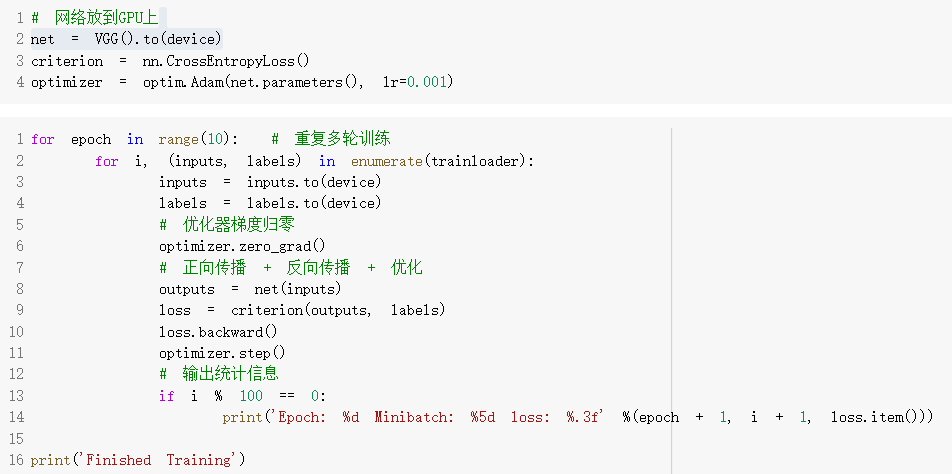 1 # 网络放到GPU上
2 net = VGG().to(device)
3 criterion = nn.CrossEntropyLoss()
4 optimizer = optim.Adam(net.parameters(), lr=0.001)
1 for epoch in range(10): # 重复多轮训练
2 for i, (inputs, labels) in enumerate(trainloader):
3 inputs = inputs.to(device)
4 labels = labels.to(device)
5 # 优化器梯度归零
6 optimizer.zero_grad()
7 # 正向传播 + 反向传播 + 优化
8 outputs = net(inputs)
9 loss = criterion(outputs, labels)
10 loss.backward()
11 optimizer.step()
12 # 输出统计信息
13 if i % 100 == 0:
14 print('Epoch: %d Minibatch: %5d loss: %.3f' %(epoch + 1, i + 1, loss.item()))
15
16 print('Finished Training')